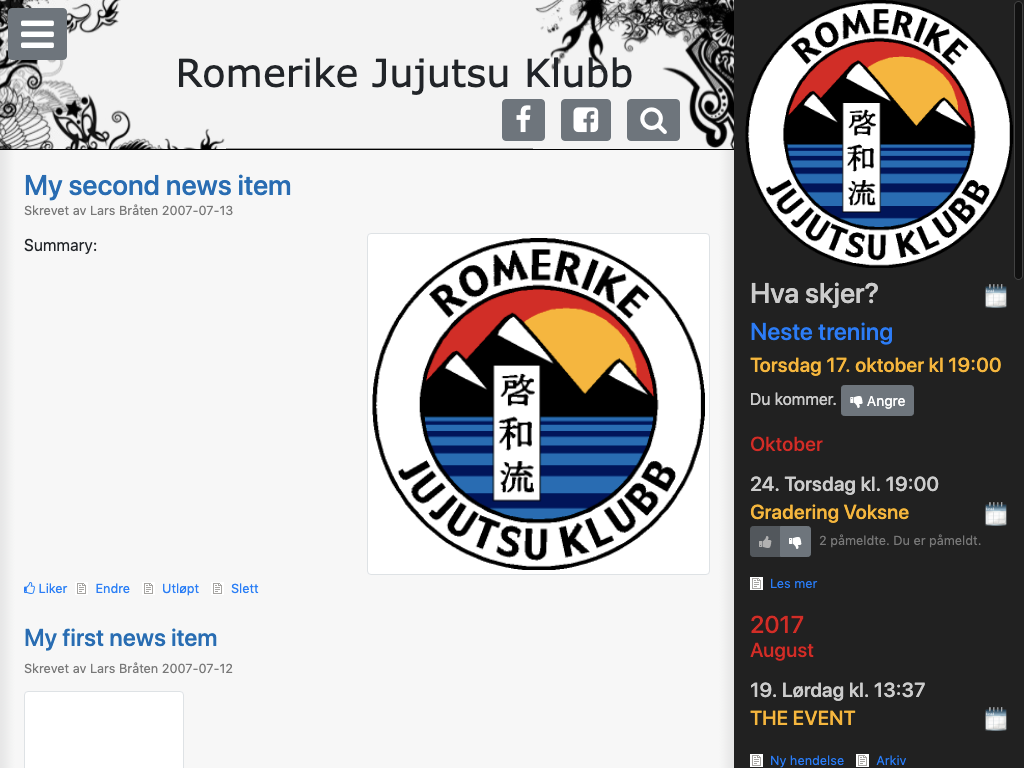 Romerike Jujutsu Klubb
My second news item
Skrevet av Lars Bråten 2007-07-13
Summary:
ROMERIKE
啓
和
流
JUJUTSU KLUBB
Liker Endre Utløpt Slett
My first news item
Skrevet av Lars Bråten 2007-07-12
ROMERIKE
啓
和
流
JUJUTSU KLUBB
Hva skjer?
Neste trening
Torsdag 17. oktober kl 19:00
Du kommer. Angre
Oktober
24. Torsdag kl. 19:00
Gradering Voksne
2 påmeldte. Du er påmeldt.
Les mer
2017
August
19. Lørdag kl. 13:37
THE EVENT
Ny hendelse Arkiv